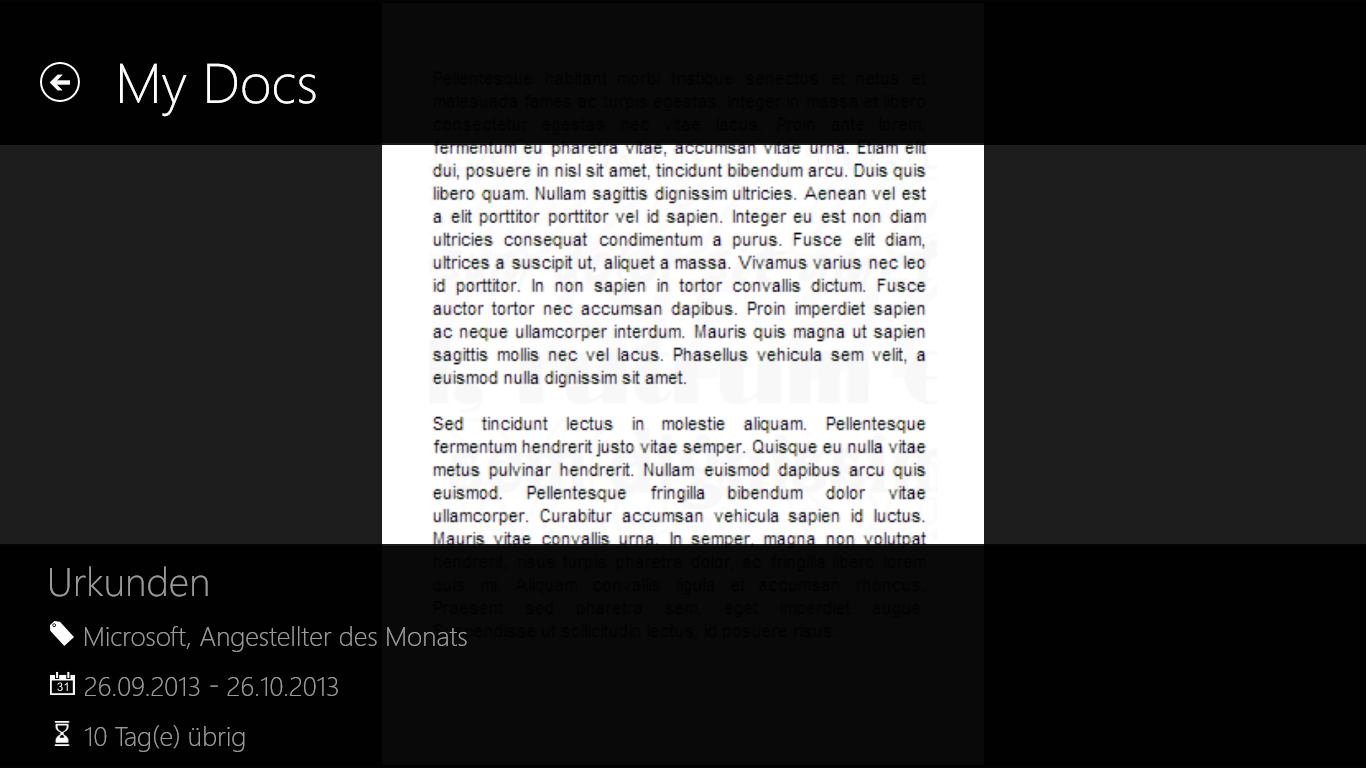 My Docs
Pellentesque habitant morbi tristique senectus et netus et
malesuada fames ac turpis egestas. Integer in massa et libero
consectetur egestas nec vitae lacus. Proin ante lorem,
fermentum eu pharetra vitae, accumsan vitae urna. Etiam elit
dui, posuere in nisl sit amet, tincidunt bibendum arcu. Duis quis
libero quam. Nullam sagittis dignissim ultricies. Aenean vel est
a elit porttitor porttitor vel id sapien. Integer eu est non diam
ultricies consequat condimentum a purus. Fusce elit diam,
ultrices a suscipit ut, aliquet a massa. Vivamus varius nec leo
id porttitor. In non sapien in tortor convallis dictum. Fusce
auctor tortor nec accumsan dapibus. Proin imperdiet sapien
ac neque ullamcorper interdum. Mauris quis magna ut sapien
sagittis mollis nec vel lacus. Phasellus vehicula sem velit, a
euismod nulla dignissim sit amet.
Sed tincidunt lectus in molestie aliquam. Pellentesque
fermentum hendrerit justo vitae semper. Quisque eu nulla vitae
metus pulvinar hendrerit. Nullam euismod dapibus arcu quis
euismod. Pellentesque fringilla bibendum dolor vitae
ullamcorper. Curabitur accumsan vehicula sapien id luctus.
Mauris vitae convallis urna. In semper, magna non volutpat
hendrerit, risus turpis pharetra dolor, ac fringilla libero lorem
quis mi. Aliquam convallis ligula et accumsan rhoncus.
Praesent sed pharetra sem, eget imperdiet augue.
ut sollicitudin lectus, id posuere risus.
Urkunden
Microsoft, Angestellter des Monats
31 26.09.2013 - 26.10.2013
10 Tag(e) übrig